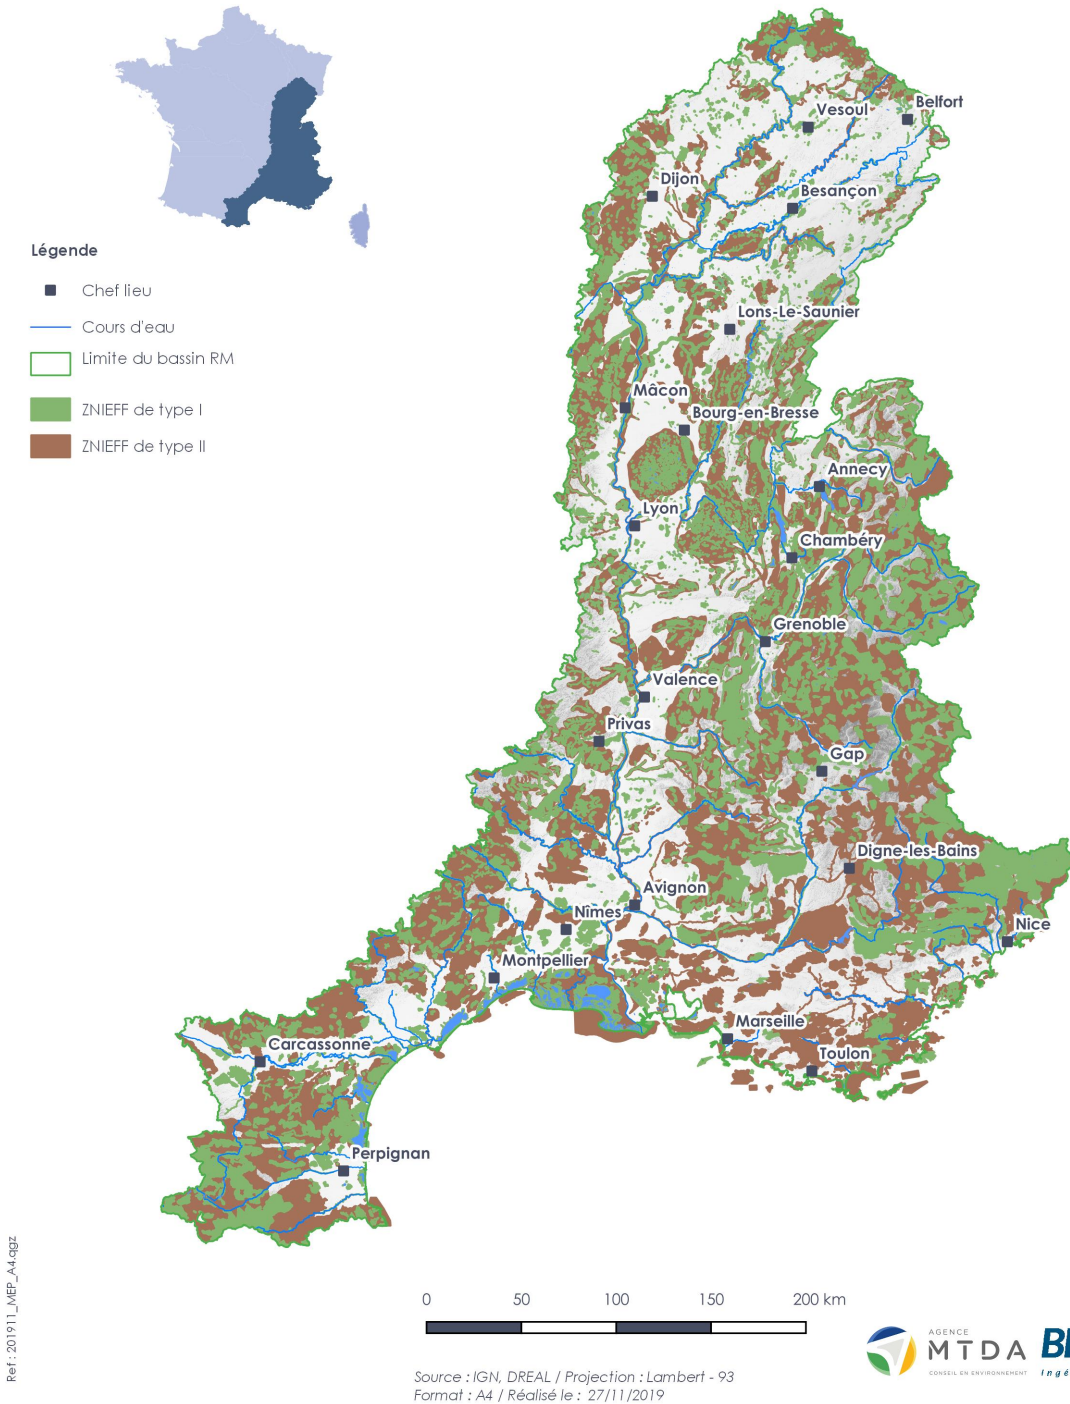 Légende
Chef lieu
Cours d'eau
Limite du bassin RM
ZNIEFF de type I
ZNIEFF de type II
Vesoul
Belfort
Dijon
Besançon
Lons-Le-Saunier
Mâcon
Bourg-en-Bresse
Annecy
Lyon
Chambéry
Grenoble
Valence
Privas
Gap
Digne-les-Bains
Avignon
Nîmes
Nice
Montpellier
Marseille
Carcassonne
Toulon
Perpignan
0 50 100 150 200 km
Source : IGN, DREAL / Projection : Lambert - 93
Format : A4 / Réalisé le : 27/11/2019
Ref : 201911_MEP_A4.qgz
AGENCE
MTDA
CONSEIL EN ENVIRONNEMENT
Ingé